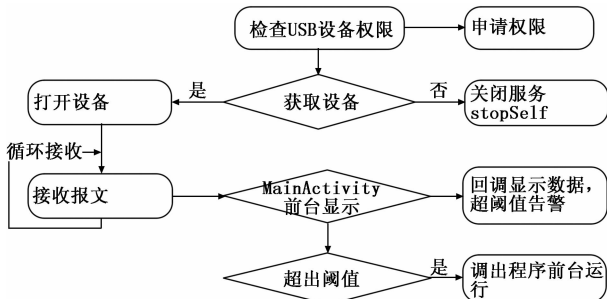 检查USB设备权限
申请权限
打开设备
是
获取设备
否
关闭服务
stopSelf
循环接收
接收报文
MainActivity
前台显示
回调显示数据，
超阈值告警
超出阈值
是
调出程序前台运
行